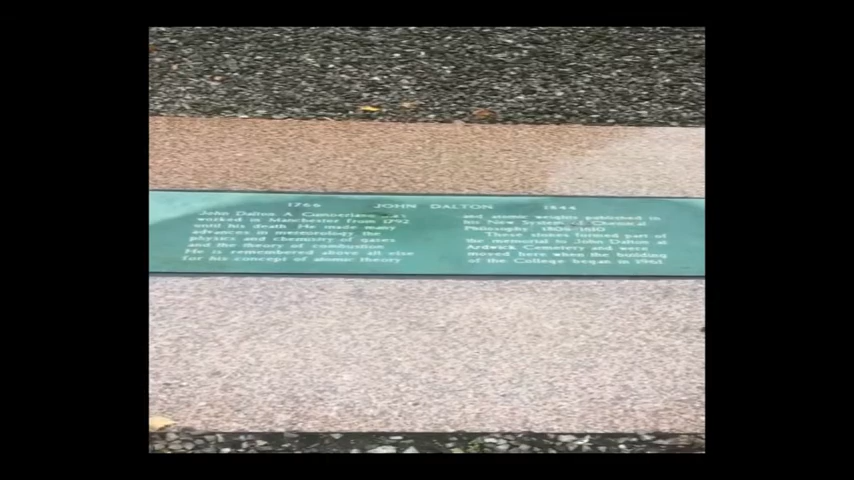 1766 JOHN DALTON 1844
John Dalton A Cumberland
worked in Manchester from 1792
until his death He made many
advances in meteorology the
physics and chemistry of gases
and the theory of combustion
He is remembered above all else
for his concept of atomic theory
and atomic weights published in
his New System of Chemical
Philosophy 1808-1810
These stones formed part of
the memorial to John Dalton at
Ardwick Cemetery and were
moved here when the building
of the College began in